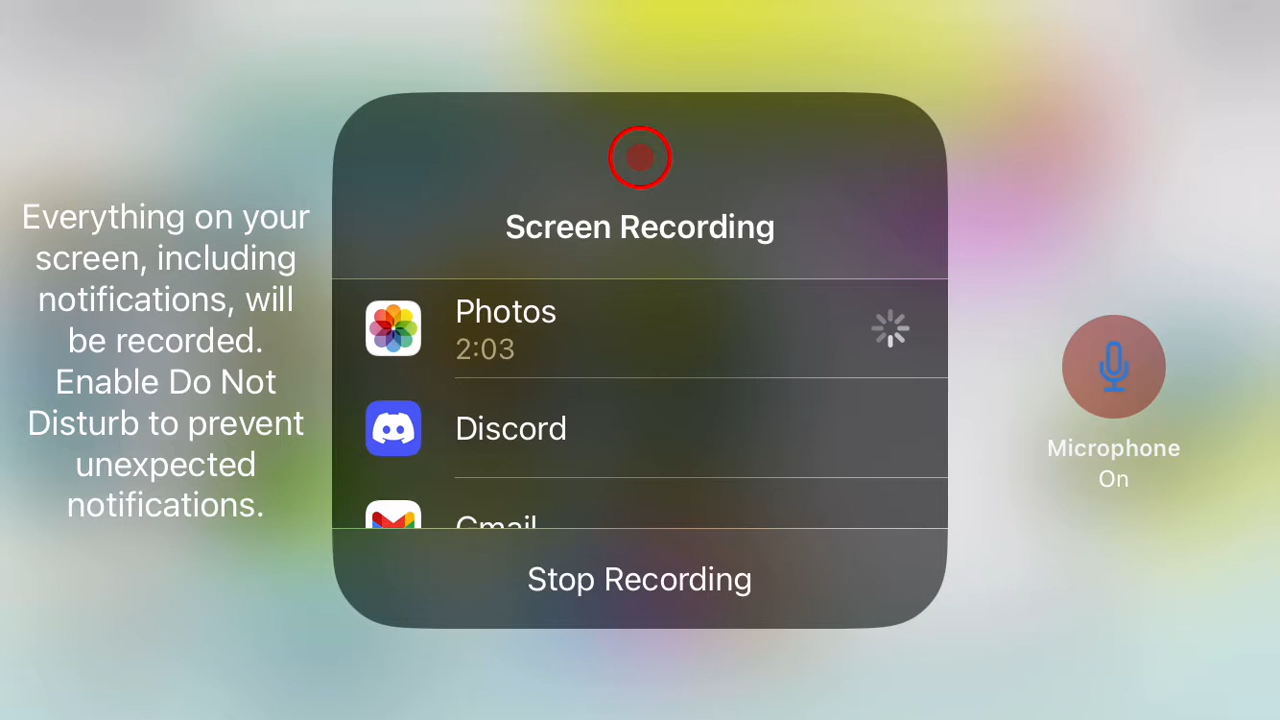 Everything on your
screen, including
notifications, will
be recorded.
Enable Do Not
Disturb to prevent
unexpected
notifications.
Screen Recording
Photos
2:03
Discord
Gmail
Stop Recording
Microphone
On